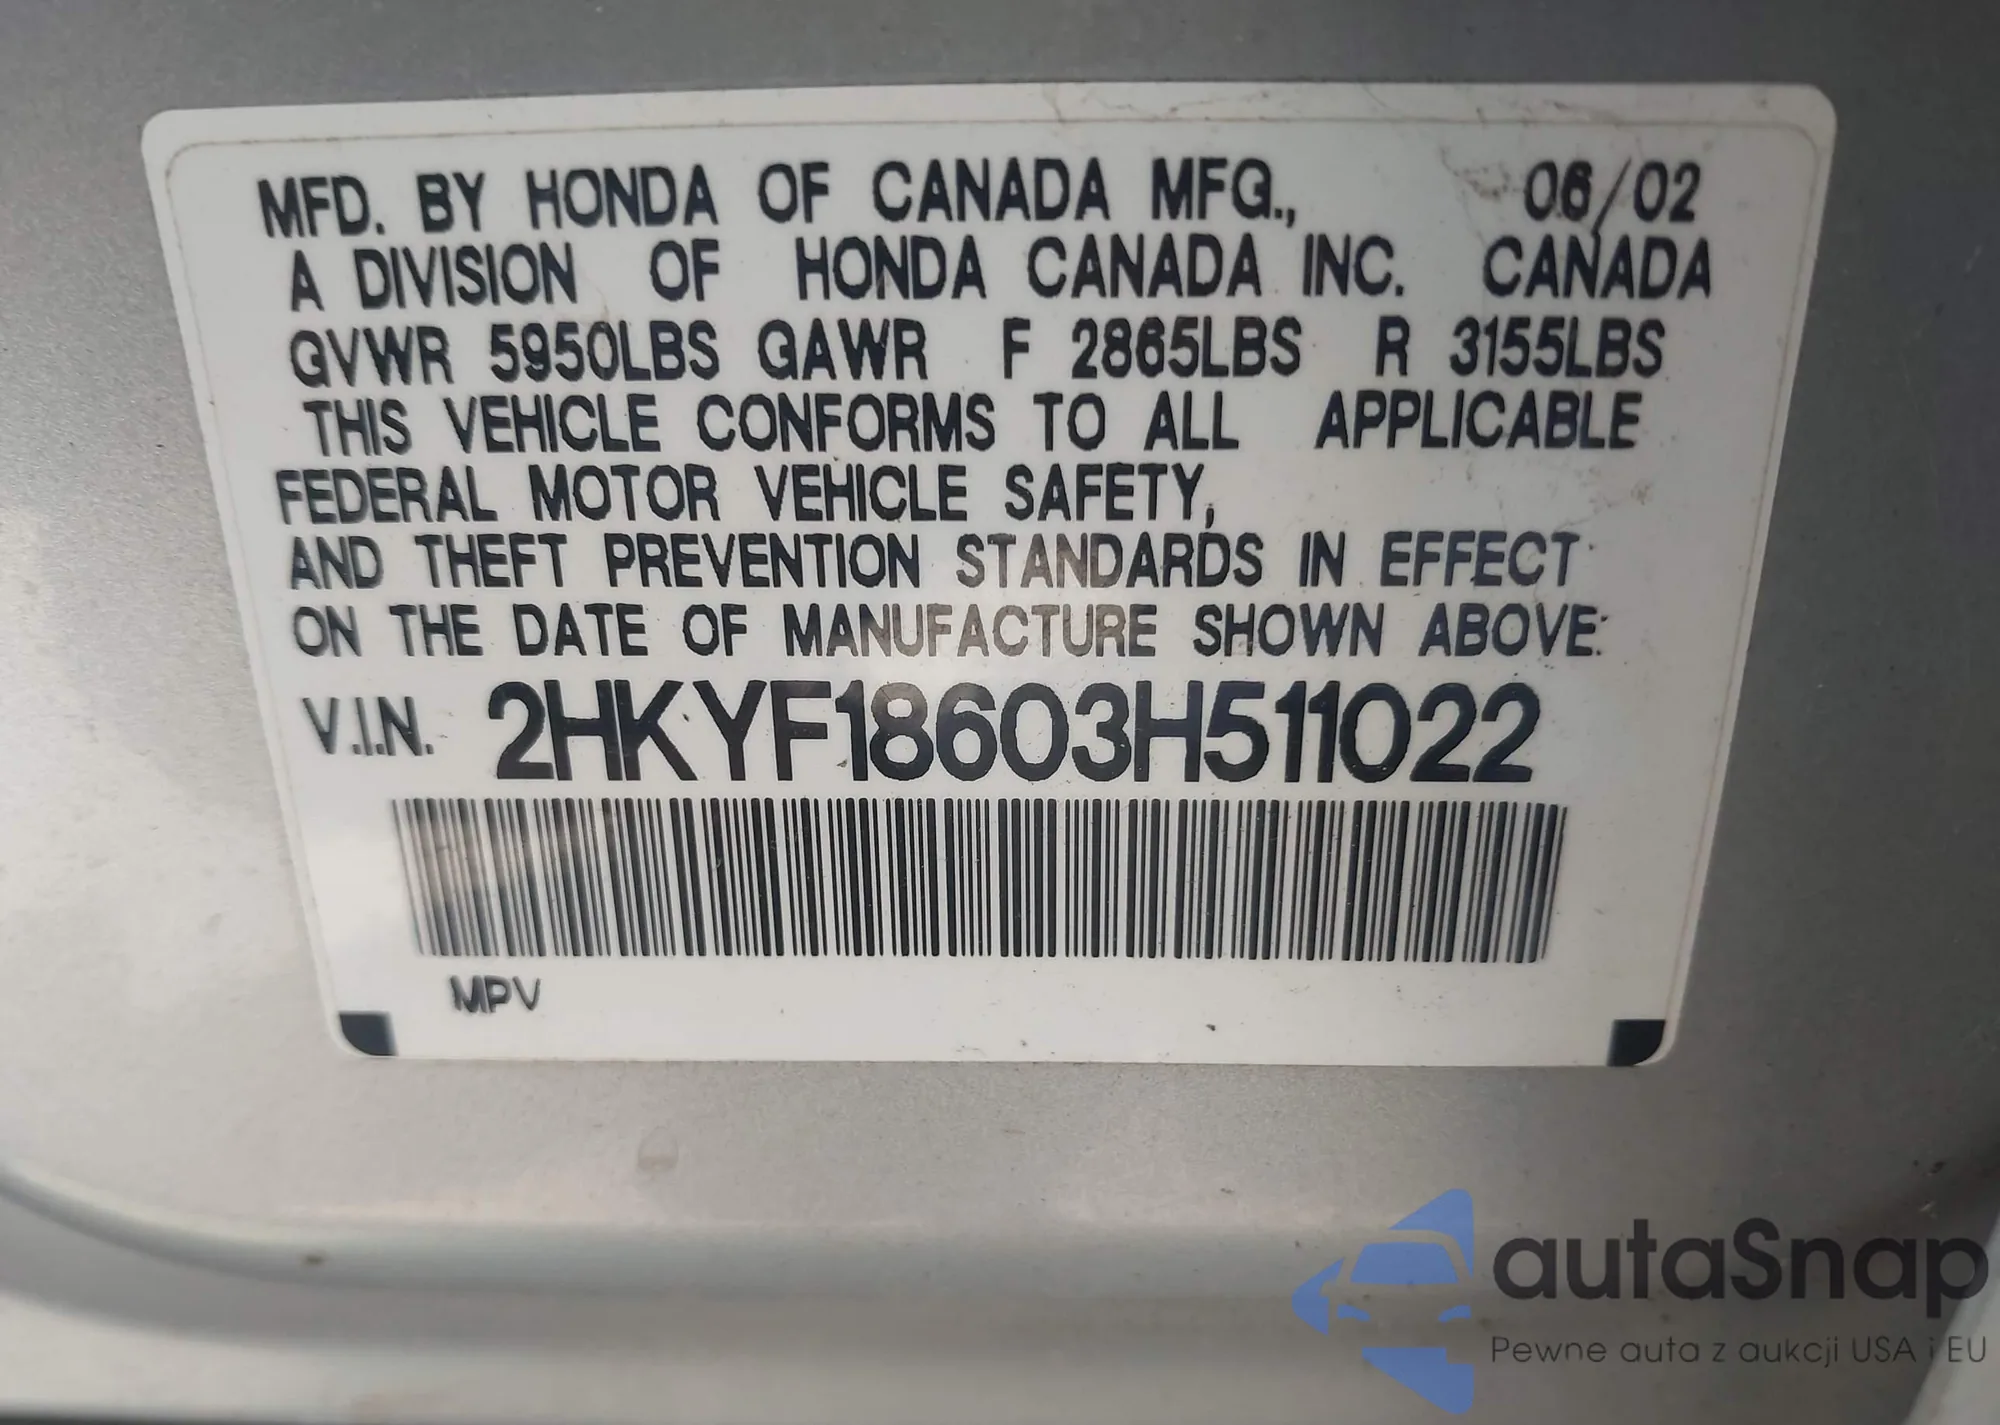 MFD. BY HONDA OF CANADA MFG., 06/02
A DIVISION OF HONDA CANADA INC. CANADA
GVWR 5950LBS GAWR F 2865LBS R 3155LBS
THIS VEHICLE CONFORMS TO ALL APPLICABLE
FEDERAL MOTOR VEHICLE SAFETY,
AND THEFT PREVENTION STANDARDS IN EFFECT
ON THE DATE OF MANUFACTURE SHOWN ABOVE:
V.I.N. 2HKYF18603H511022
MPV
autaSnap
Pewne auta z aukcji USA i EU